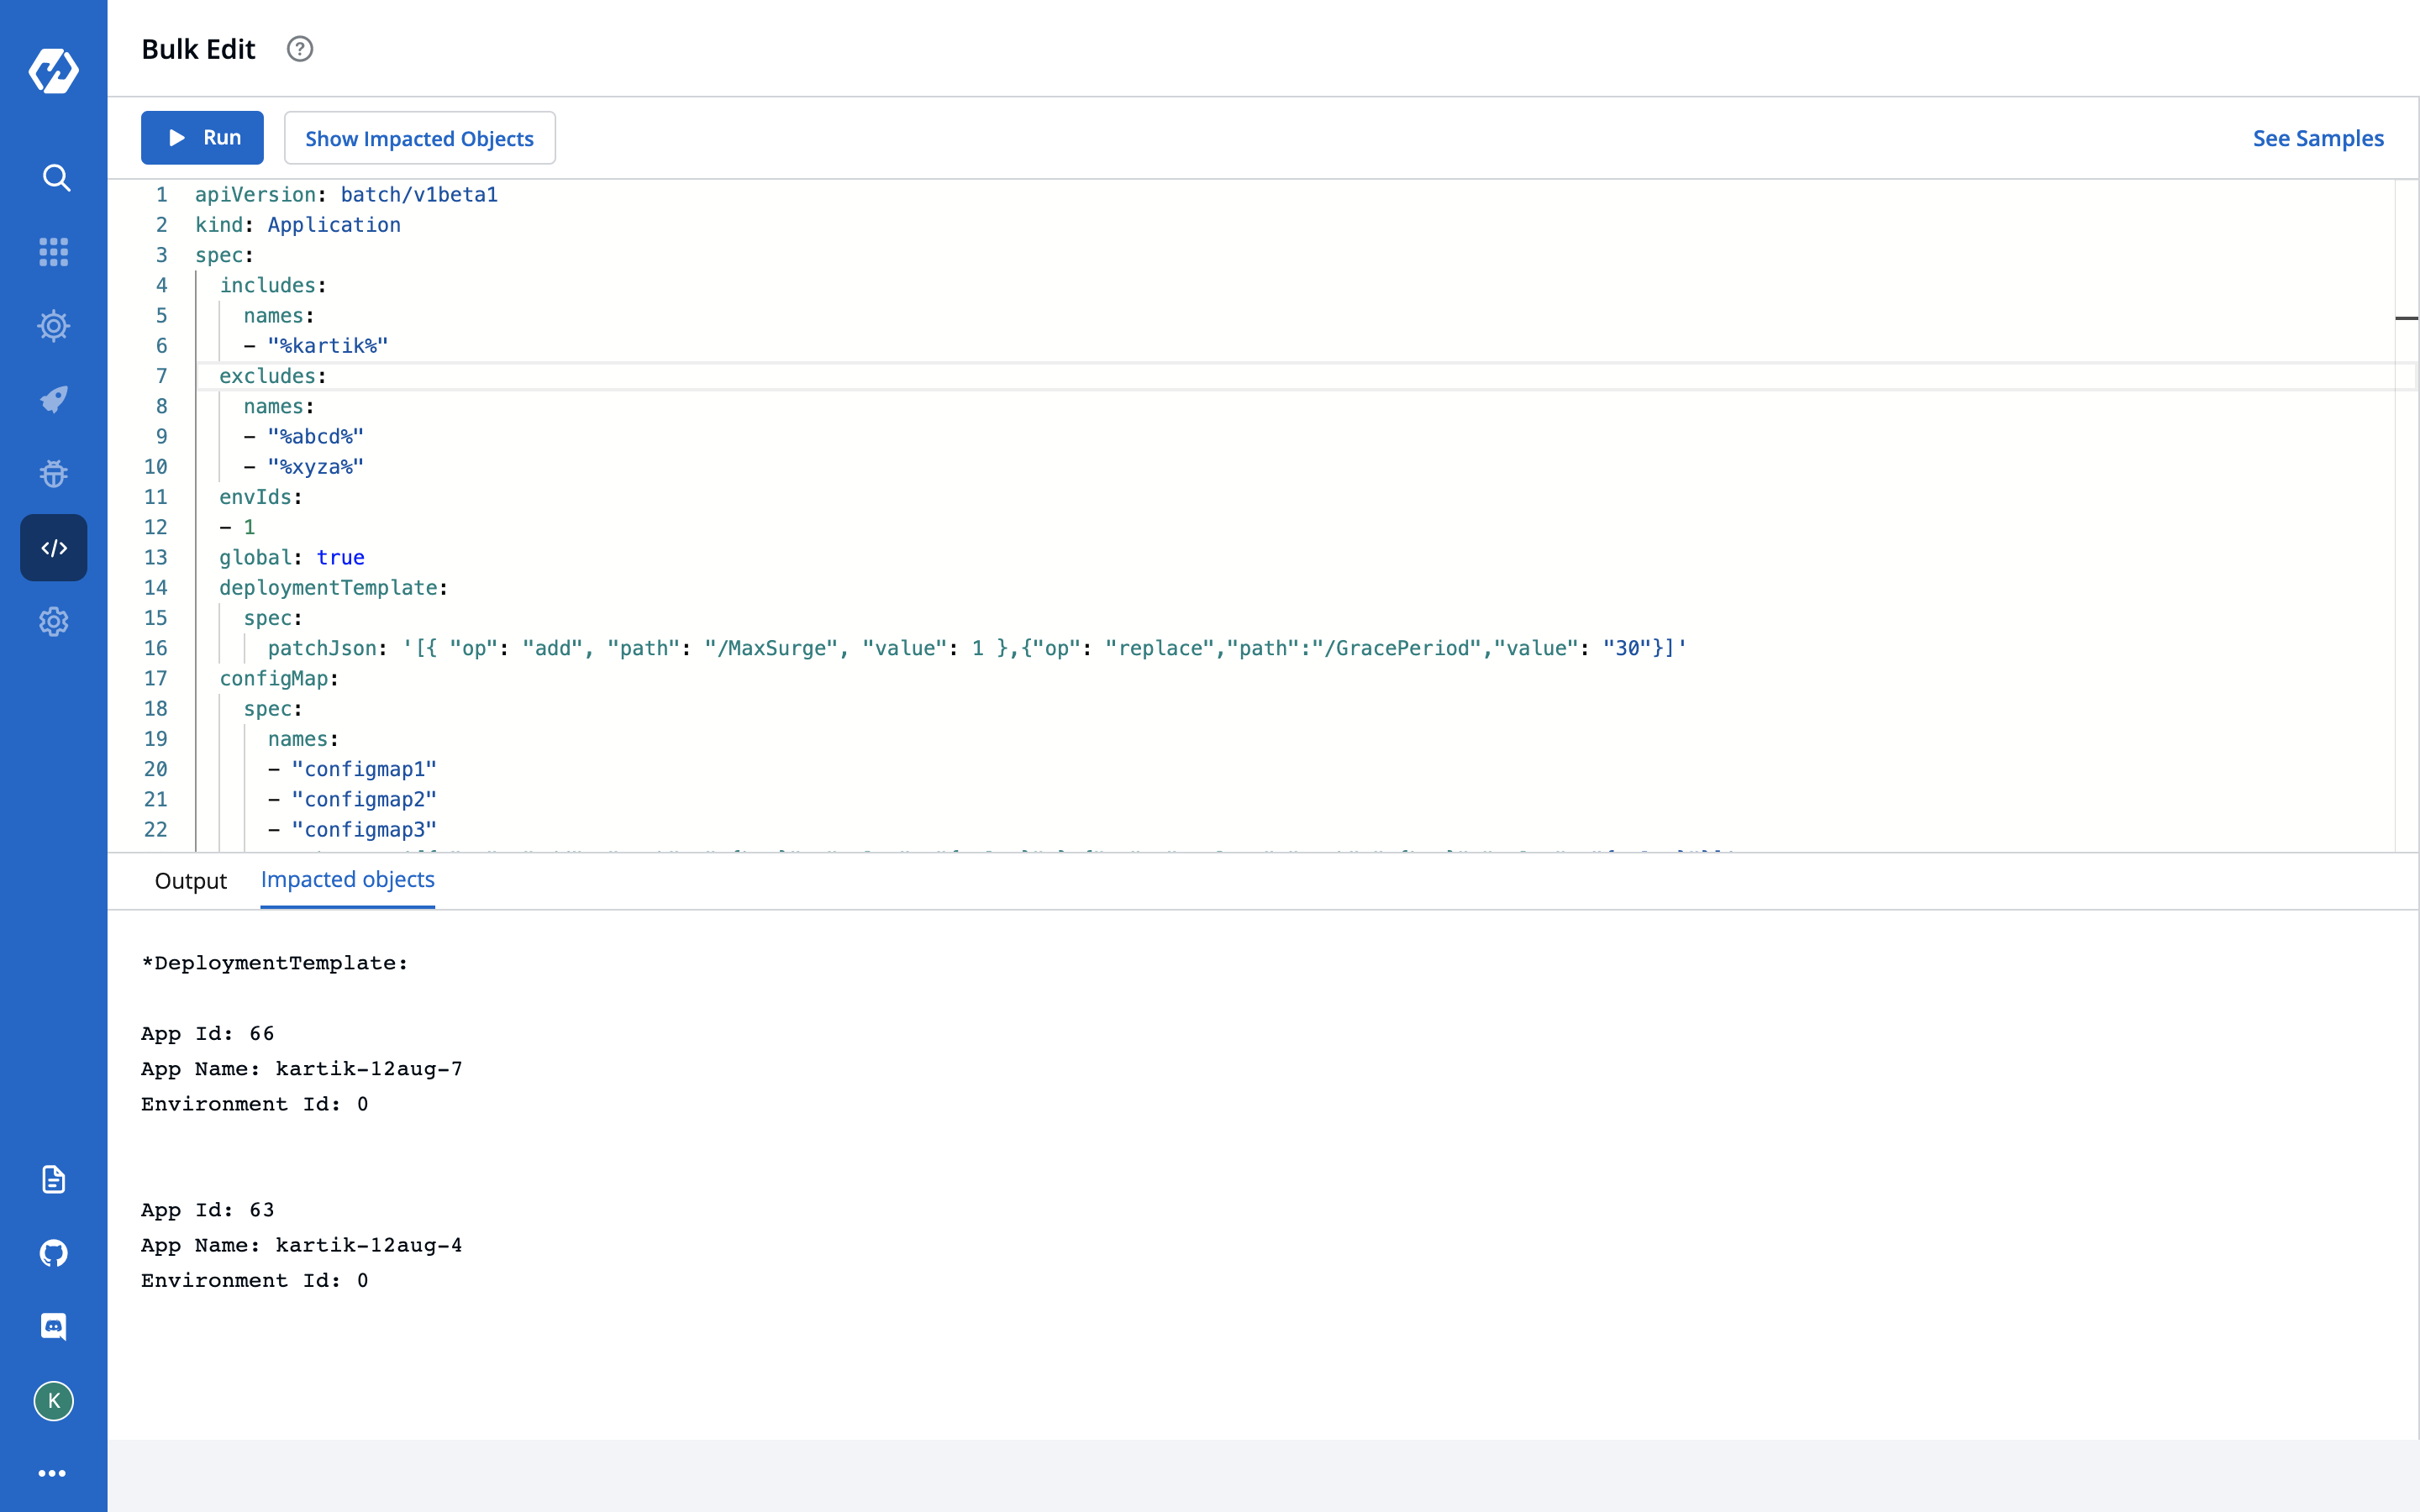 Bulk Edit ?
Run Show Impacted Objects See Samples
1 apiVersion: batch/v1beta1
2 kind: Application
3 spec:
4 includes:
5 names:
6 - "%kartik%"
7 excludes:
8 names:
9 - "%abcd%"
10 - "%xyza%"
11 envIds:
12 - 1
13 global: true
14 deploymentTemplate:
15 spec:
16 patchJson: '[{ "op": "add", "path": "/MaxSurge", "value": 1 },{"op": "replace","path":"/GracePeriod","value": "30"}]'
17 configMap:
18 spec:
19 names:
20 - "configmap1"
21 - "configmap2"
22 - "configmap3"
Output Impacted objects
*DeploymentTemplate:
App Id: 66
App Name: kartik-12aug-7
Environment Id: 0
App Id: 63
App Name: kartik-12aug-4
Environment Id: 0
K